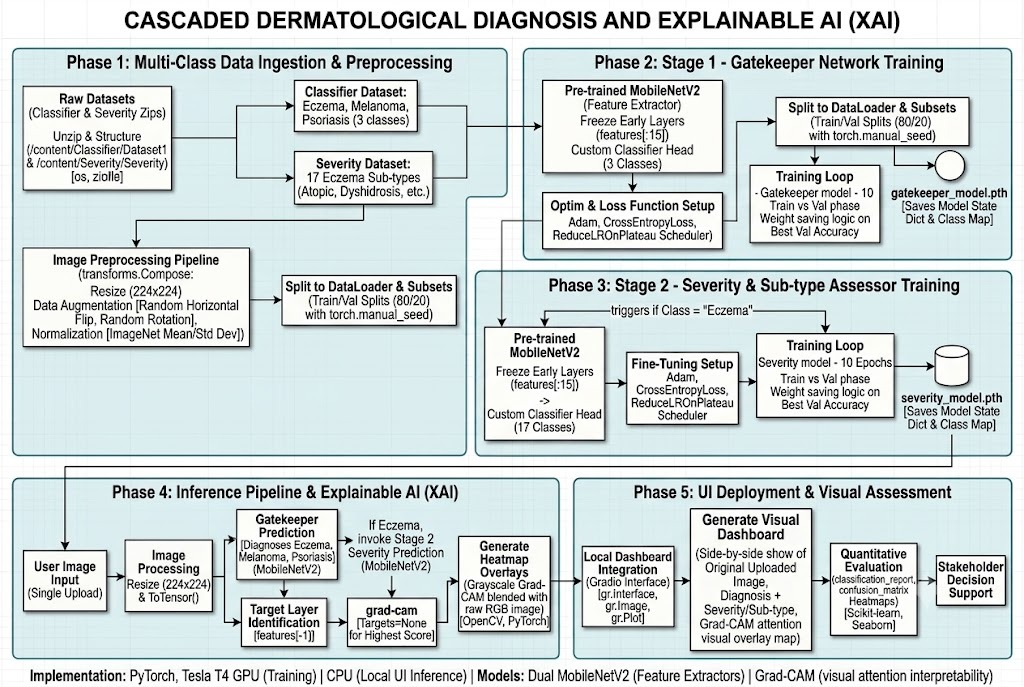 CASCADED DERMATOLOGICAL DIAGNOSIS AND EXPLAINABLE AI (XAI)
Phase 1: Multi-Class Data Ingestion & Preprocessing
Raw Datasets
(Classifier & Severity Zips)
Unzip & Structure
(/content/Classifier/Dataset1
& /content/Severity/Severity)
[os, ziolle]
Classifier Dataset:
Eczema, Melanoma,
Psoriasis (3 classes)
Severity Dataset:
17 Eczema Sub-types
(Atopic, Dyshidrosis, etc.)
Image Preprocessing Pipeline
(transforms.Compose:
Resize (224x224)
Data Augmentation [Random Horizontal
Flip, Random Rotation],
Normalization [ImageNet Mean/Std Dev)
Split to DataLoader & Subsets
(Train/Val Splits (80/20)
with torch.manual_seed)
Phase 2: Stage 1 - Gatekeeper Network Training
Pre-trained MobileNetV2
(Feature Extractor)
Freeze Early Layers
(features[:15])
Custom Classifier Head
(3 Classes)
Optim & Loss Function Setup
Adam, CrossEntropyLoss,
ReduceLROnPlateau Scheduler)
Split to DataLoader & Subsets
(Train/Val Splits (80/20)
with torch.manual_seed)
Training Loop
- Gatekeeper model - 10
Train vs Val phase
Weight saving logic on
Best Val Accuracy
gatekeeper_model.pth
[Saves Model State
Dict & Class Map]
Phase 3: Stage 2 - Severity & Sub-type Assessor Training
triggers if Class = "Eczema"
Pre-trained
MobIleNetV2
Freeze Early Layers
(features[:15])
->
Custom Classifier Head
(17 Classes)
Fine-Tuning Setup
Adam,
CrossEntropyLoss,
ReduceLROnPlateau
Scheduler
Training Loop
Severity model - 10 Epochs
Train vs Val phase
Weight saving logic on
Best Val Accuracy
severity_model.pth
[Saves Model State
Dict & Class Map]
Phase 4: Inference Pipeline & Explainable AI (XAI)
User Image
Input
(Single Upload)
Image
Processing
Resize (224x224)
& ToTensor()
Gatekeeper
Prediction
[Diagnoses Eczema,
Melanoma, Psoriasis]
(MobileNetV2)
Target Layer
Identification
[features[-1]]
If Eczema,
invoke Stage 2
Severity Prediction
(MobileNetV2)
grad-cam
[Targets=None
for Highest Score]
Generate
Heatmap
Overlays
(Grayscale Grad-
CAM blended with
raw RGB image)
[OpenCV, PyTorch]
Phase 5: UI Deployment & Visual Assessment
Local Dashboard
Integration
(Gradio Interface)
[gr.Interface,
gr.Image,
gr.Plot]
Generate Visual
Dashboard
(Side-by-side show of
Original Uploaded
Image,
Diagnosis +
Severity/Sub-type,
Grad-CAM attention
visual overlay map)
Quantitative
Evaluation
(classification_report,
confusion_matrix
Heatmaps)
[Scikit-learn,
Seaborn]
Stakeholder
Decision
Support
Implementation: PyTorch, Tesla T4 GPU (Training) | CPU (Local UI Inference) | Models: Dual MobileNetV2 (Feature Extractors) | Grad-CAM (visual attention interpretability)